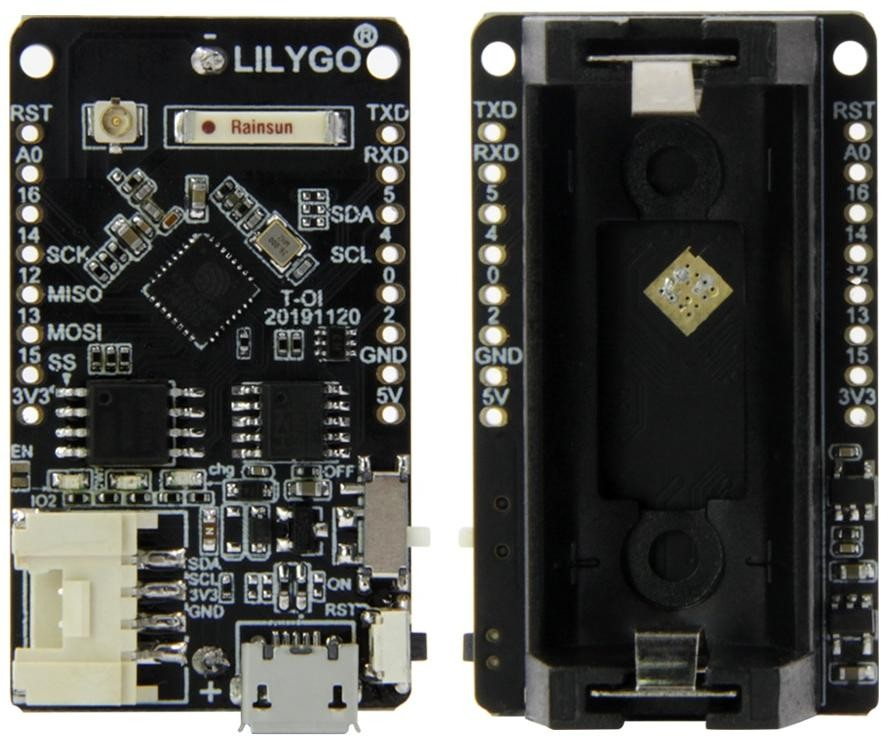 LILYGO®
-
RST
TXD
Rainsun
A0
RXD
16
5
SDA
14
4
SCK
SCL
12
0
MISO
T-OI
20191120
13
2
MOSI
15
GND
SS
3V3
5V
EN
chg
OFF
IO2
SDA
SCL
3V3
GND
ON
RST
+
TXD
RXD
5
4
0
2
GND
5V
RST
A0
16
14
12
13
15
3V3